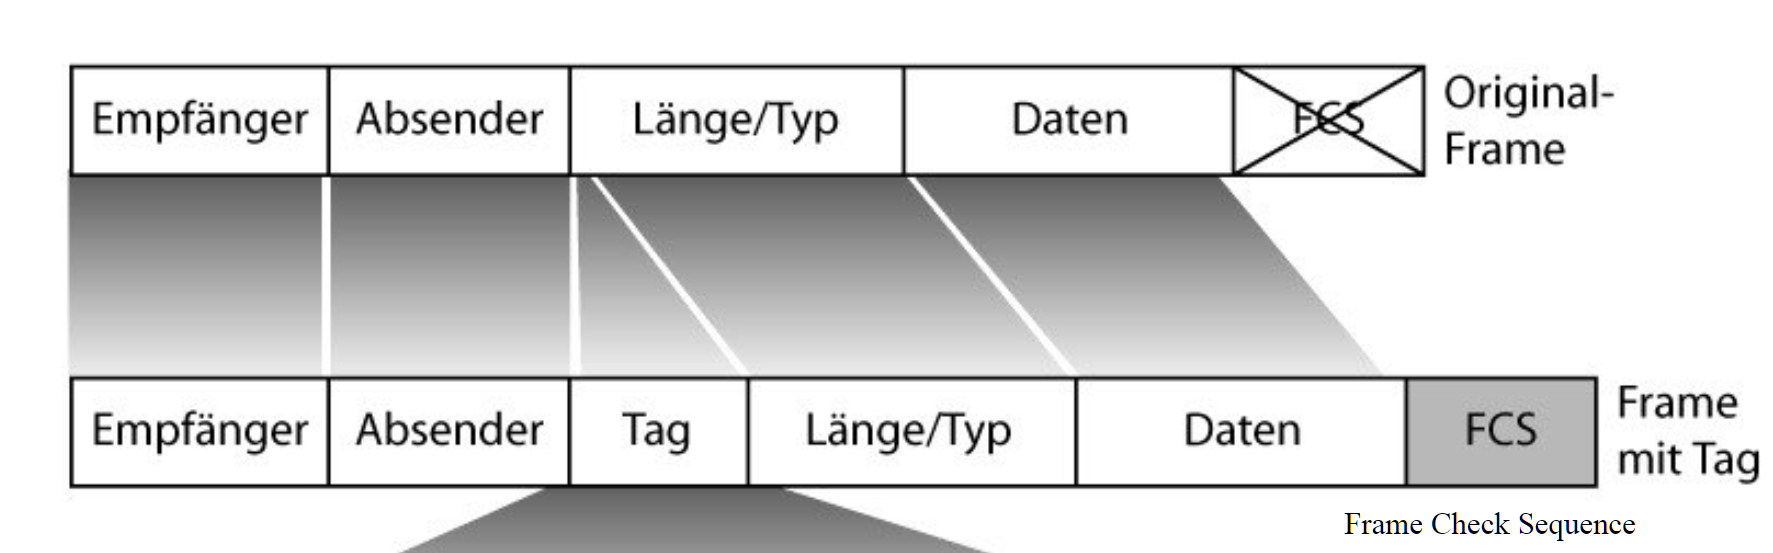 Empfänger Absender Länge/Typ Daten FCS Original-
Frame
Empfänger Absender Tag Länge/Typ Daten FCS Frame
mit Tag
Frame Check Sequence